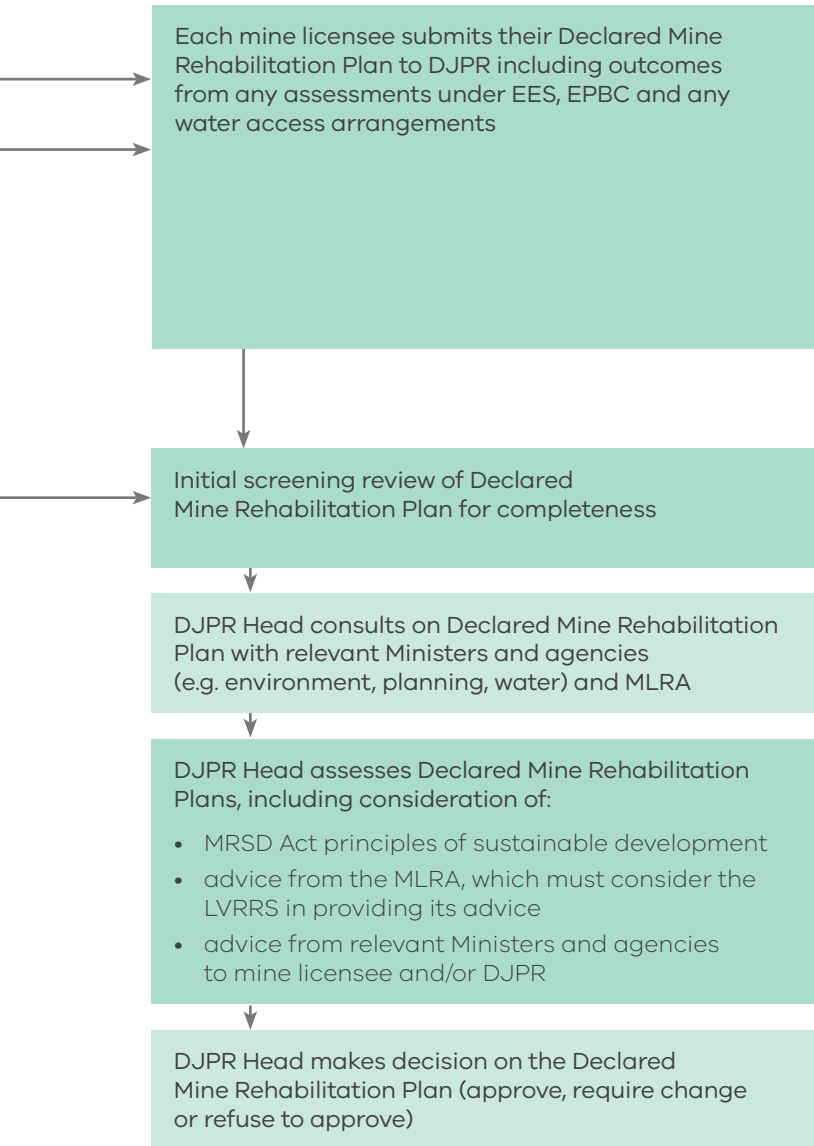 Each mine licensee submits their Declared Mine
Rehabilitation Plan to DJPR including outcomes
from any assessments under EES, EPBC and any
water access arrangements
Initial screening review of Declared
Mine Rehabilitation Plan for completeness
DJPR Head consults on Declared Mine Rehabilitation
Plan with relevant Ministers and agencies
(e.g. environment, planning, water) and MLRA
DJPR Head assesses Declared Mine Rehabilitation
Plans, including consideration of:
• MRSD Act principles of sustainable development
• advice from the MLRA, which must consider the
LVRRS in providing its advice
• advice from relevant Ministers and agencies
to mine licensee and/or DJPR
DJPR Head makes decision on the Declared
Mine Rehabilitation Plan (approve, require change
or refuse to approve)